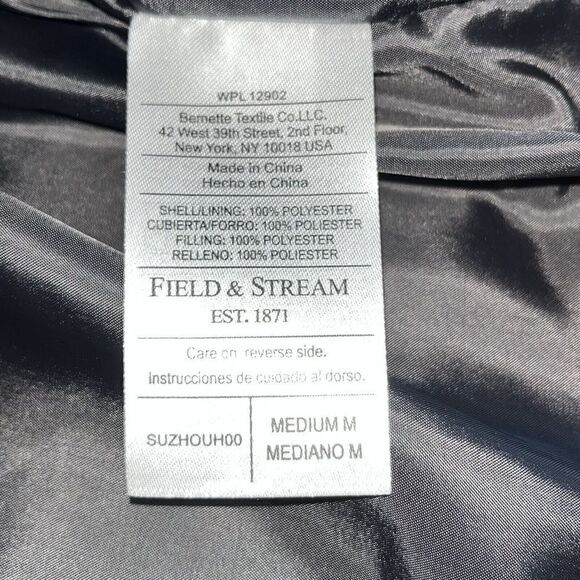 WPL 12902
Bernette Textile Co.LLC.
42 West 39th Street, 2nd Floor,
New York, NY 10018 USA
Made in China
Hecho en China
SHELL/LINING: 100% POLYESTER
CUBIERTA/FORRO: 100% POLYESTER
FILLING: 100% POLYESTER
RELLENO: 100% POLYESTER
FIELD & STREAM
EST. 1871
Care on reverse side.
Instrucciones de cuidado al dorso.
SUZHOUH00
MEDIUM M
MEDIANO M